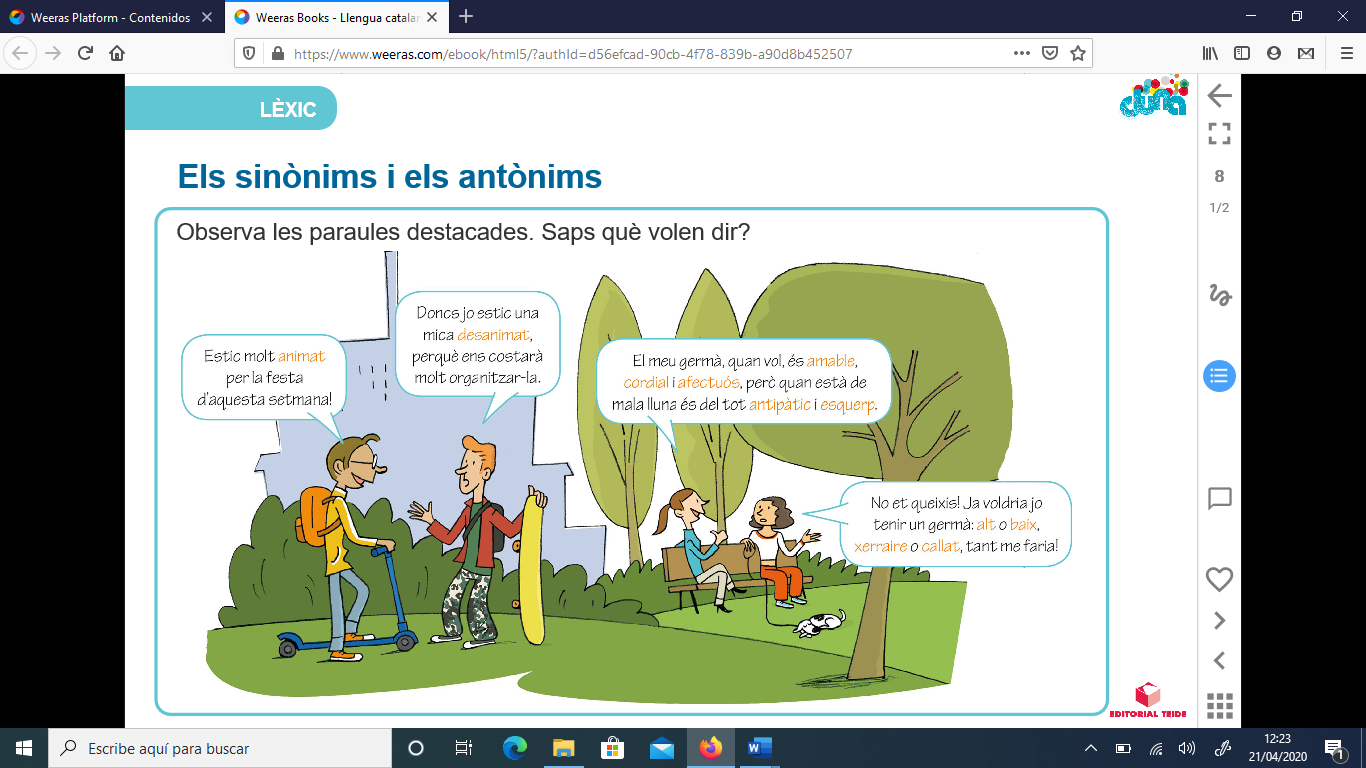 Weeras Platform - Contenidos
Weeras Books - Llengua catalan
https://www.weeras.com/ebook/html5/?authId=d56efcad-90cb-4f78-839b-a90d8b452507
LÈXIC
cluna
8
1/2
Els sinònims i els antònims
Observa les paraules destacades. Saps què volen dir?
Estic molt animat
per la festa
d'aquesta setmana!
Doncs jo estic una
mica desanimat,
perquè ens costarà
molt organitzar-la.
El meu germà, quan vol, és amable,
cordial i afectuós, però quan està de
mala lluna és del tot antipàtic i esquerp.
No et queixis! Ja voldria jo
tenir un germà: alt o baix,
xerraire o callat, tant me faria!
EDITORIAL TEIDE
Escribe aquí para buscar
12:23
21/04/2020
1